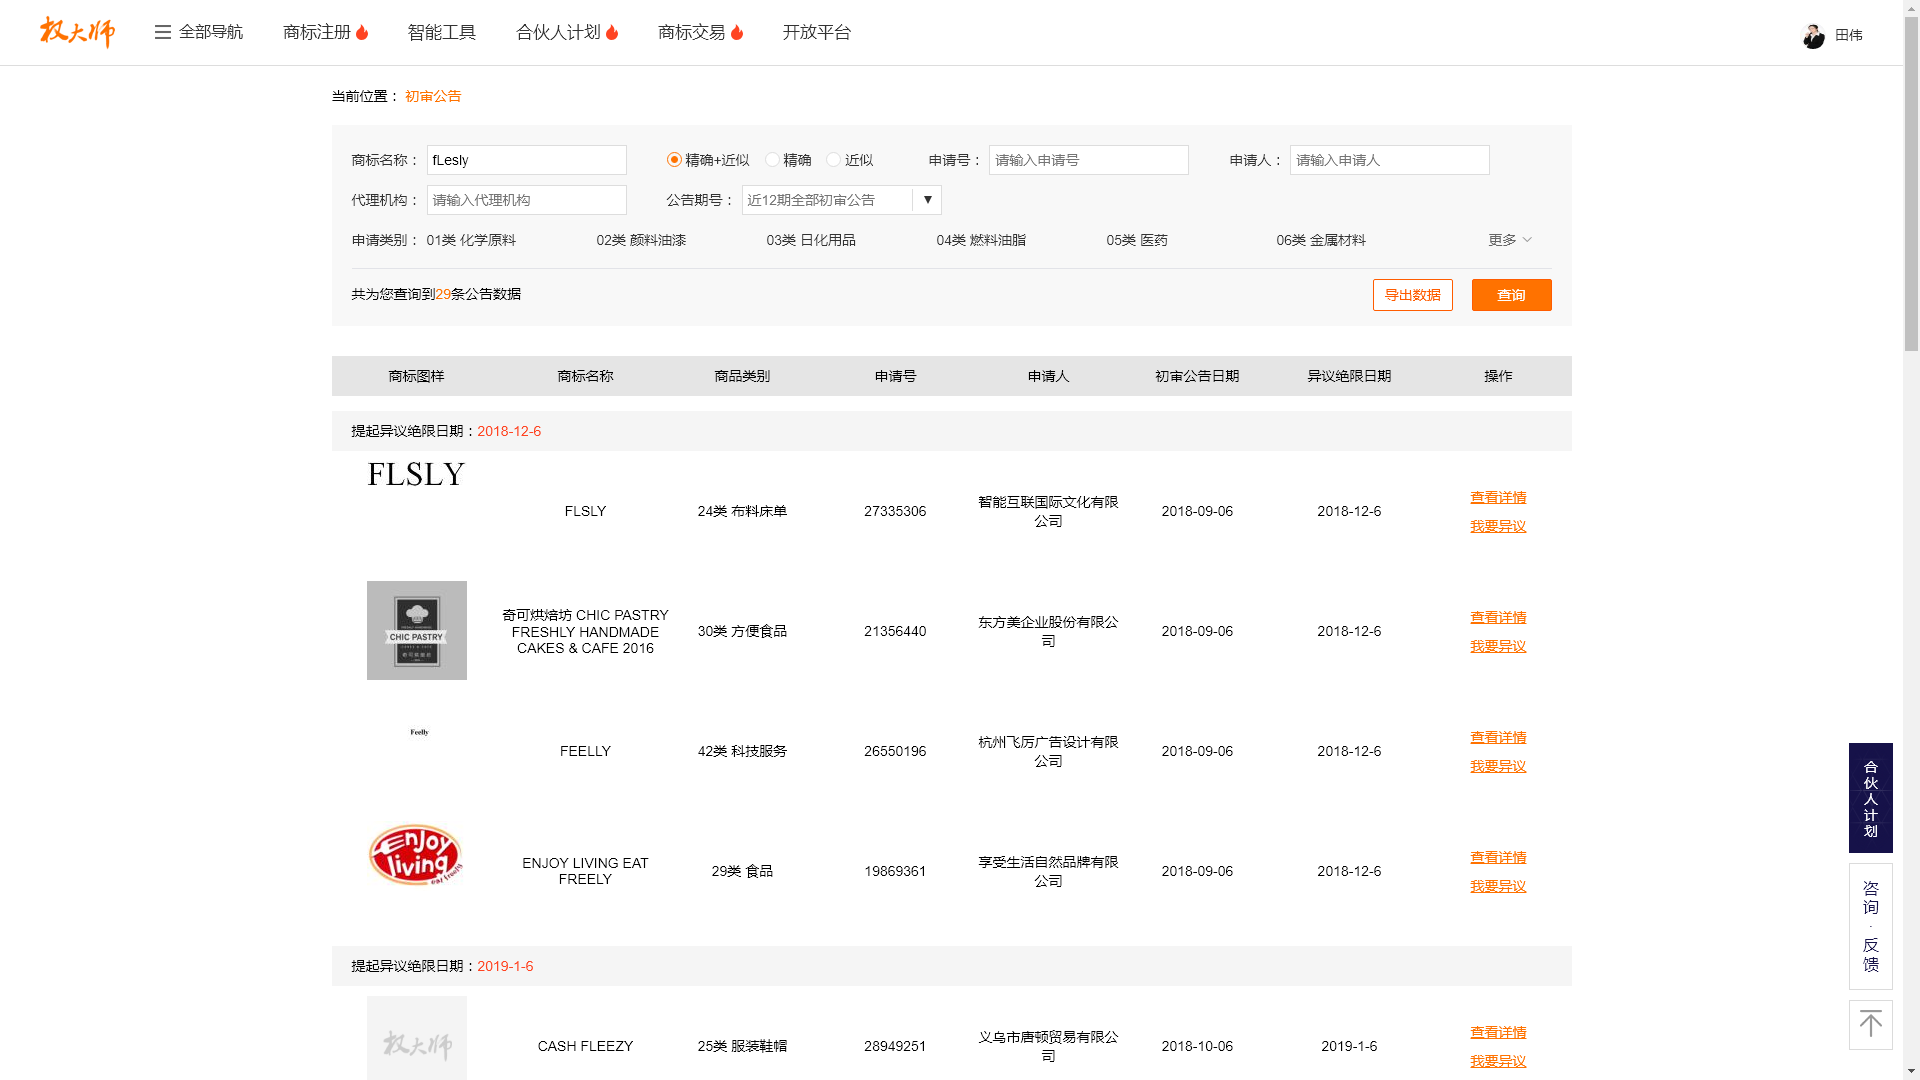 权大师
全部导航
商标注册
智能工具
合伙人计划
商标交易
开放平台
田伟
当前位置： 初审公告
商标名称： fLesly
精确+近似 精确 近似
申请号： 请输入申请号
申请人： 请输入申请人
代理机构： 请输入代理机构
公告期号： 近12期全部初审公告 ▼
申请类别： 01类 化学原料 02类 颜料油漆 03类 日化用品 04类 燃料油脂 05类 医药 06类 金属材料 更多
共为您查询到29条公告数据
导出数据 查询
商标图样 商标名称 商品类别 申请号 申请人 初审公告日期 异议绝限日期 操作
提起异议绝限日期：2018-12-6
FLSLY
FLSLY 24类 布料床单 27335306 智能互联国际文化有限
公司
2018-09-06 2018-12-6
查看详情
我要异议
CHIC PASTRY
奇可烘焙坊 CHIC PASTRY
FRESHLY HANDMADE
CAKES & CAFE 2016
30类 方便食品 21356440 东方美企业股份有限公
司
2018-09-06 2018-12-6
查看详情
我要异议
Feelly
FEELLY 42类 科技服务 26550196 杭州飞厉广告设计有限
公司
2018-09-06 2018-12-6
查看详情
我要异议
Enjoy
living
ENJOY LIVING EAT
FREELY
29类 食品 19869361 享受生活自然品牌有限
公司
2018-09-06 2018-12-6
查看详情
我要异议
提起异议绝限日期：2019-1-6
权大师
CASH FLEEZY 25类 服装鞋帽 28949251 义乌市唐顿贸易有限公
司
2018-10-06 2019-1-6
查看详情
我要异议
合伙人计划
咨询·反馈